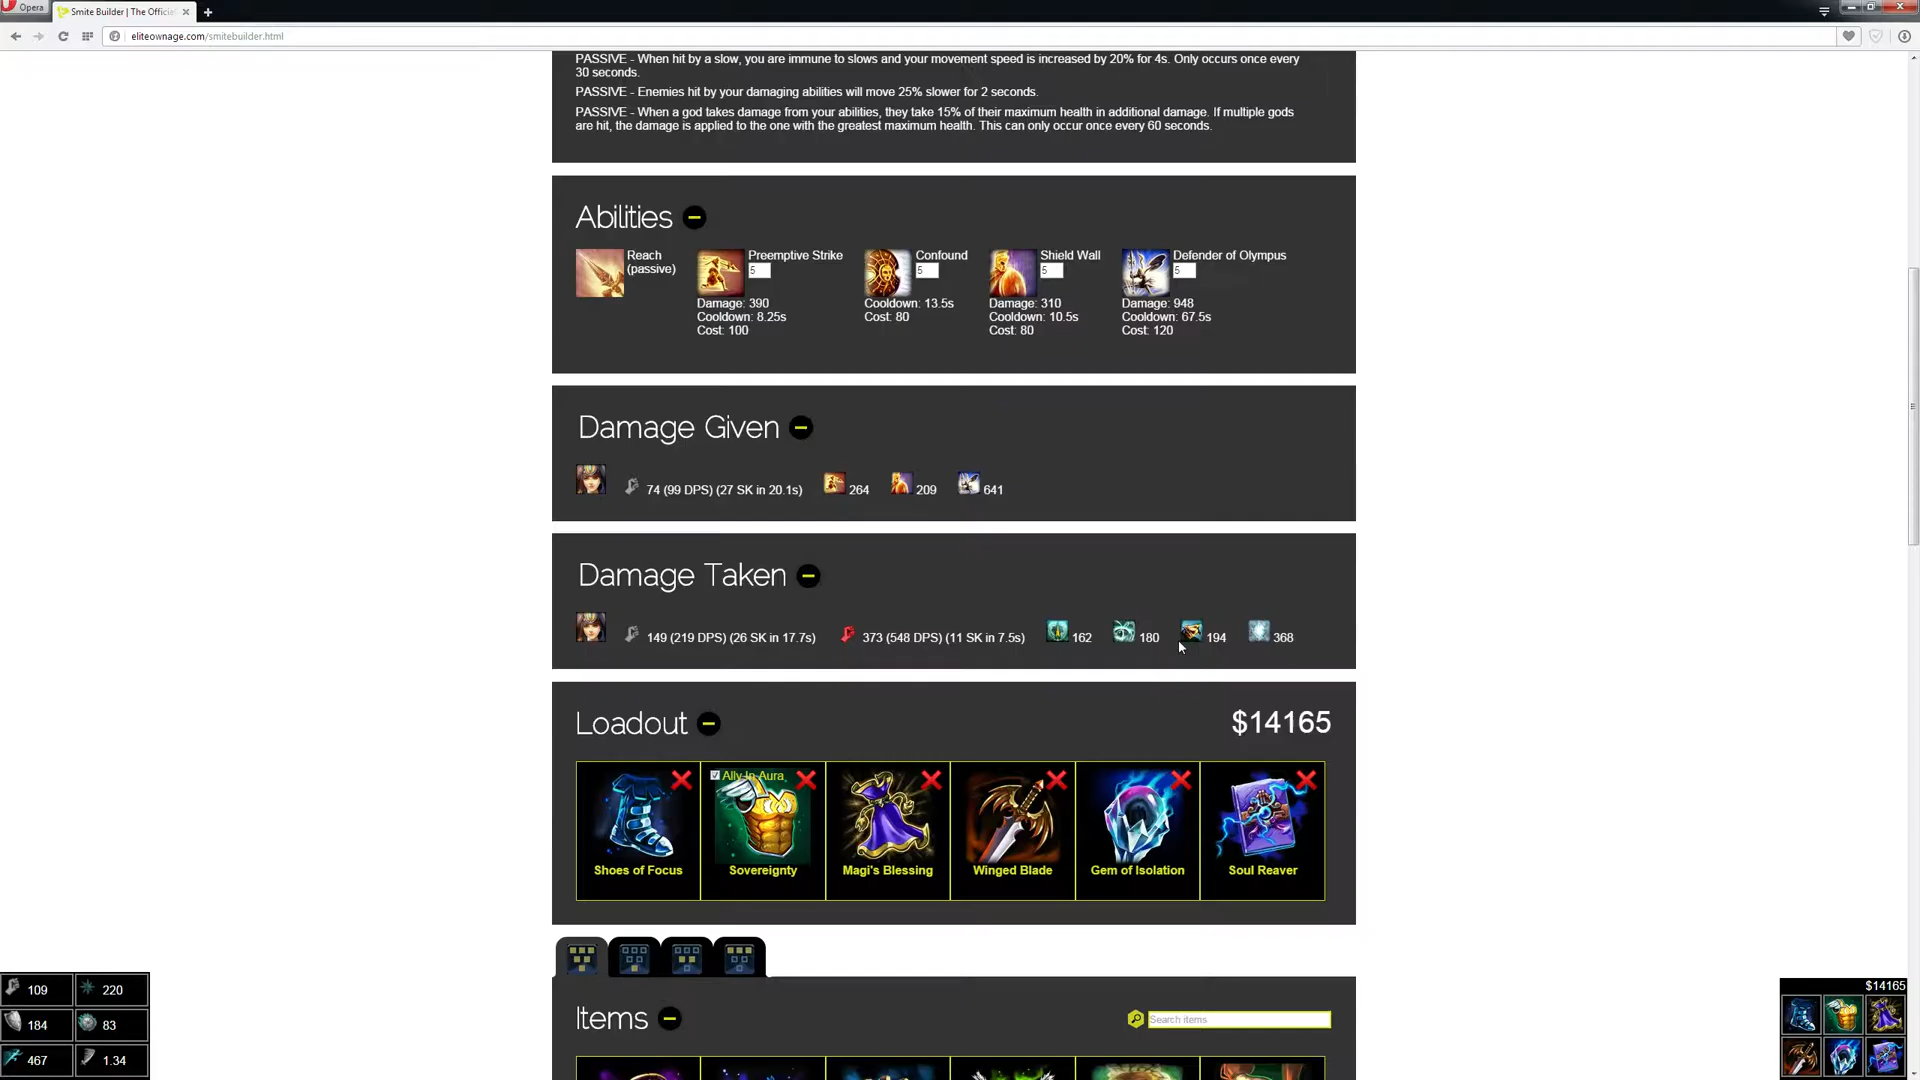 Opera
Smite Builder | The Officia
eliteownage.com/smitebuilder.html
PASSIVE - When hit by a slow, you are immune to slows and your movement speed is increased by 20% for 4s. Only occurs once every
30 seconds.
PASSIVE - Enemies hit by your damaging abilities will move 25% slower for 2 seconds.
PASSIVE - When a god takes damage from your abilities, they take 15% of their maximum health in additional damage. If multiple gods
are hit, the damage is applied to the one with the greatest maximum health. This can only occur once every 60 seconds.
Abilities
Reach
(passive)
Preemptive Strike
5
Damage: 390
Cooldown: 8.25s
Cost: 100
Confound
5
Cooldown: 13.5s
Cost: 80
Shield Wall
5
Damage: 310
Cooldown: 10.5s
Cost: 80
Defender of Olympus
5
Damage: 948
Cooldown: 67.5s
Cost: 120
Damage Given
74 (99 DPS) (27 SK in 20.1s) 264 209 641
Damage Taken
149 (219 DPS) (26 SK in 17.7s) 373 (548 DPS) (11 SK in 7.5s) 162 180 194 368
Loadout $14165
Ally In Aura
Shoes of Focus Sovereignty Magi's Blessing Winged Blade Gem of Isolation Soul Reaver
Items Search items
109 220
184 83
467 1.34
$14165